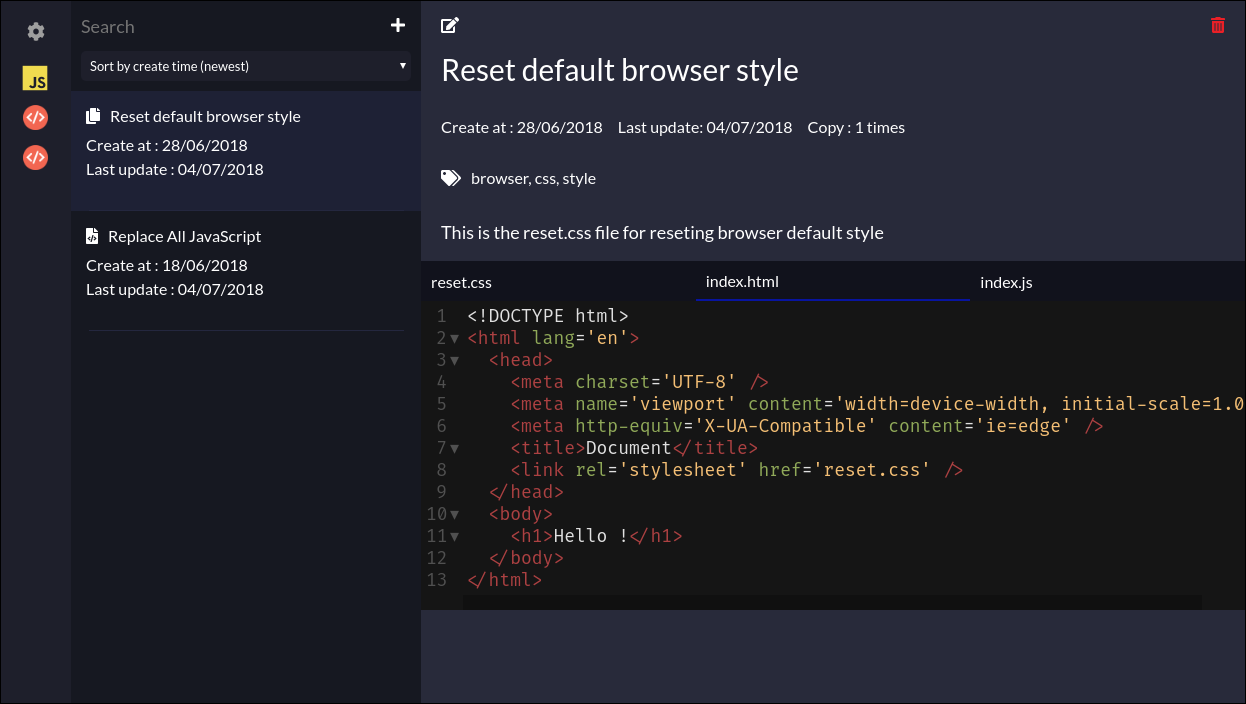 JS
Search
Sort by create time (newest)
Reset default browser style
Create at : 28/06/2018
Last update : 04/07/2018
Replace All JavaScript
Create at : 18/06/2018
Last update : 04/07/2018
Reset default browser style
Create at : 28/06/2018 Last update: 04/07/2018 Copy : 1 times
browser, css, style
This is the reset.css file for reseting browser default style
reset.css index.html index.js
1 <!DOCTYPE html>
2 <html lang='en'>
3 <head>
4 <meta charset='UTF-8' />
5 <meta name='viewport' content='width=device-width, initial-scale=1.0
6 <meta http-equiv='X-UA-Compatible' content='ie=edge' />
7 <title>Document</title>
8 <link rel='stylesheet' href='reset.css' />
9 </head>
10 <body>
11 <h1>Hello !</h1>
12 </body>
13 </html>